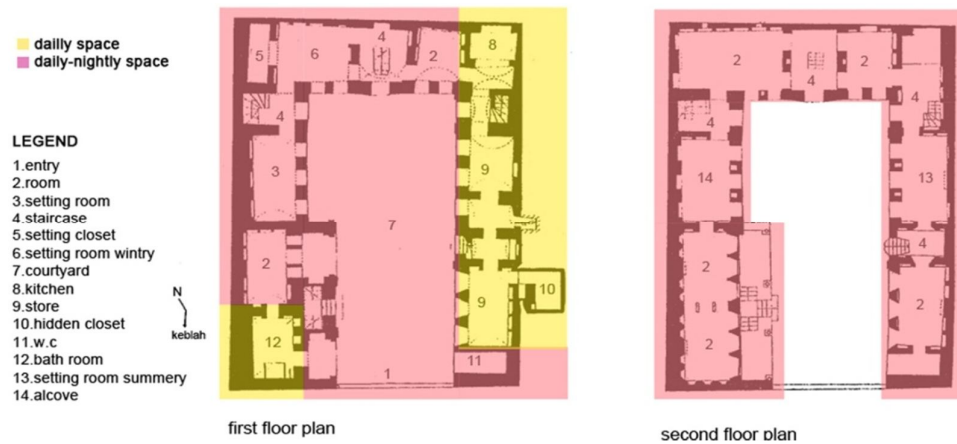 dailly space
daily-nightly space
LEGEND
1.entry
2.room
3.setting room
4.staircase
5.setting closet
6.setting room wintry
7.courtyard
8.kitchen
9.store
10.hidden closet
11.w.c
12.bath room
13.setting room summery
14.alcove
N
keblah
5
6
4
2
8
4
3
9
7
2
10
9
12
11
1
first floor plan
2
4
2
4
4
14
13
4
2
2
2
second floor plan